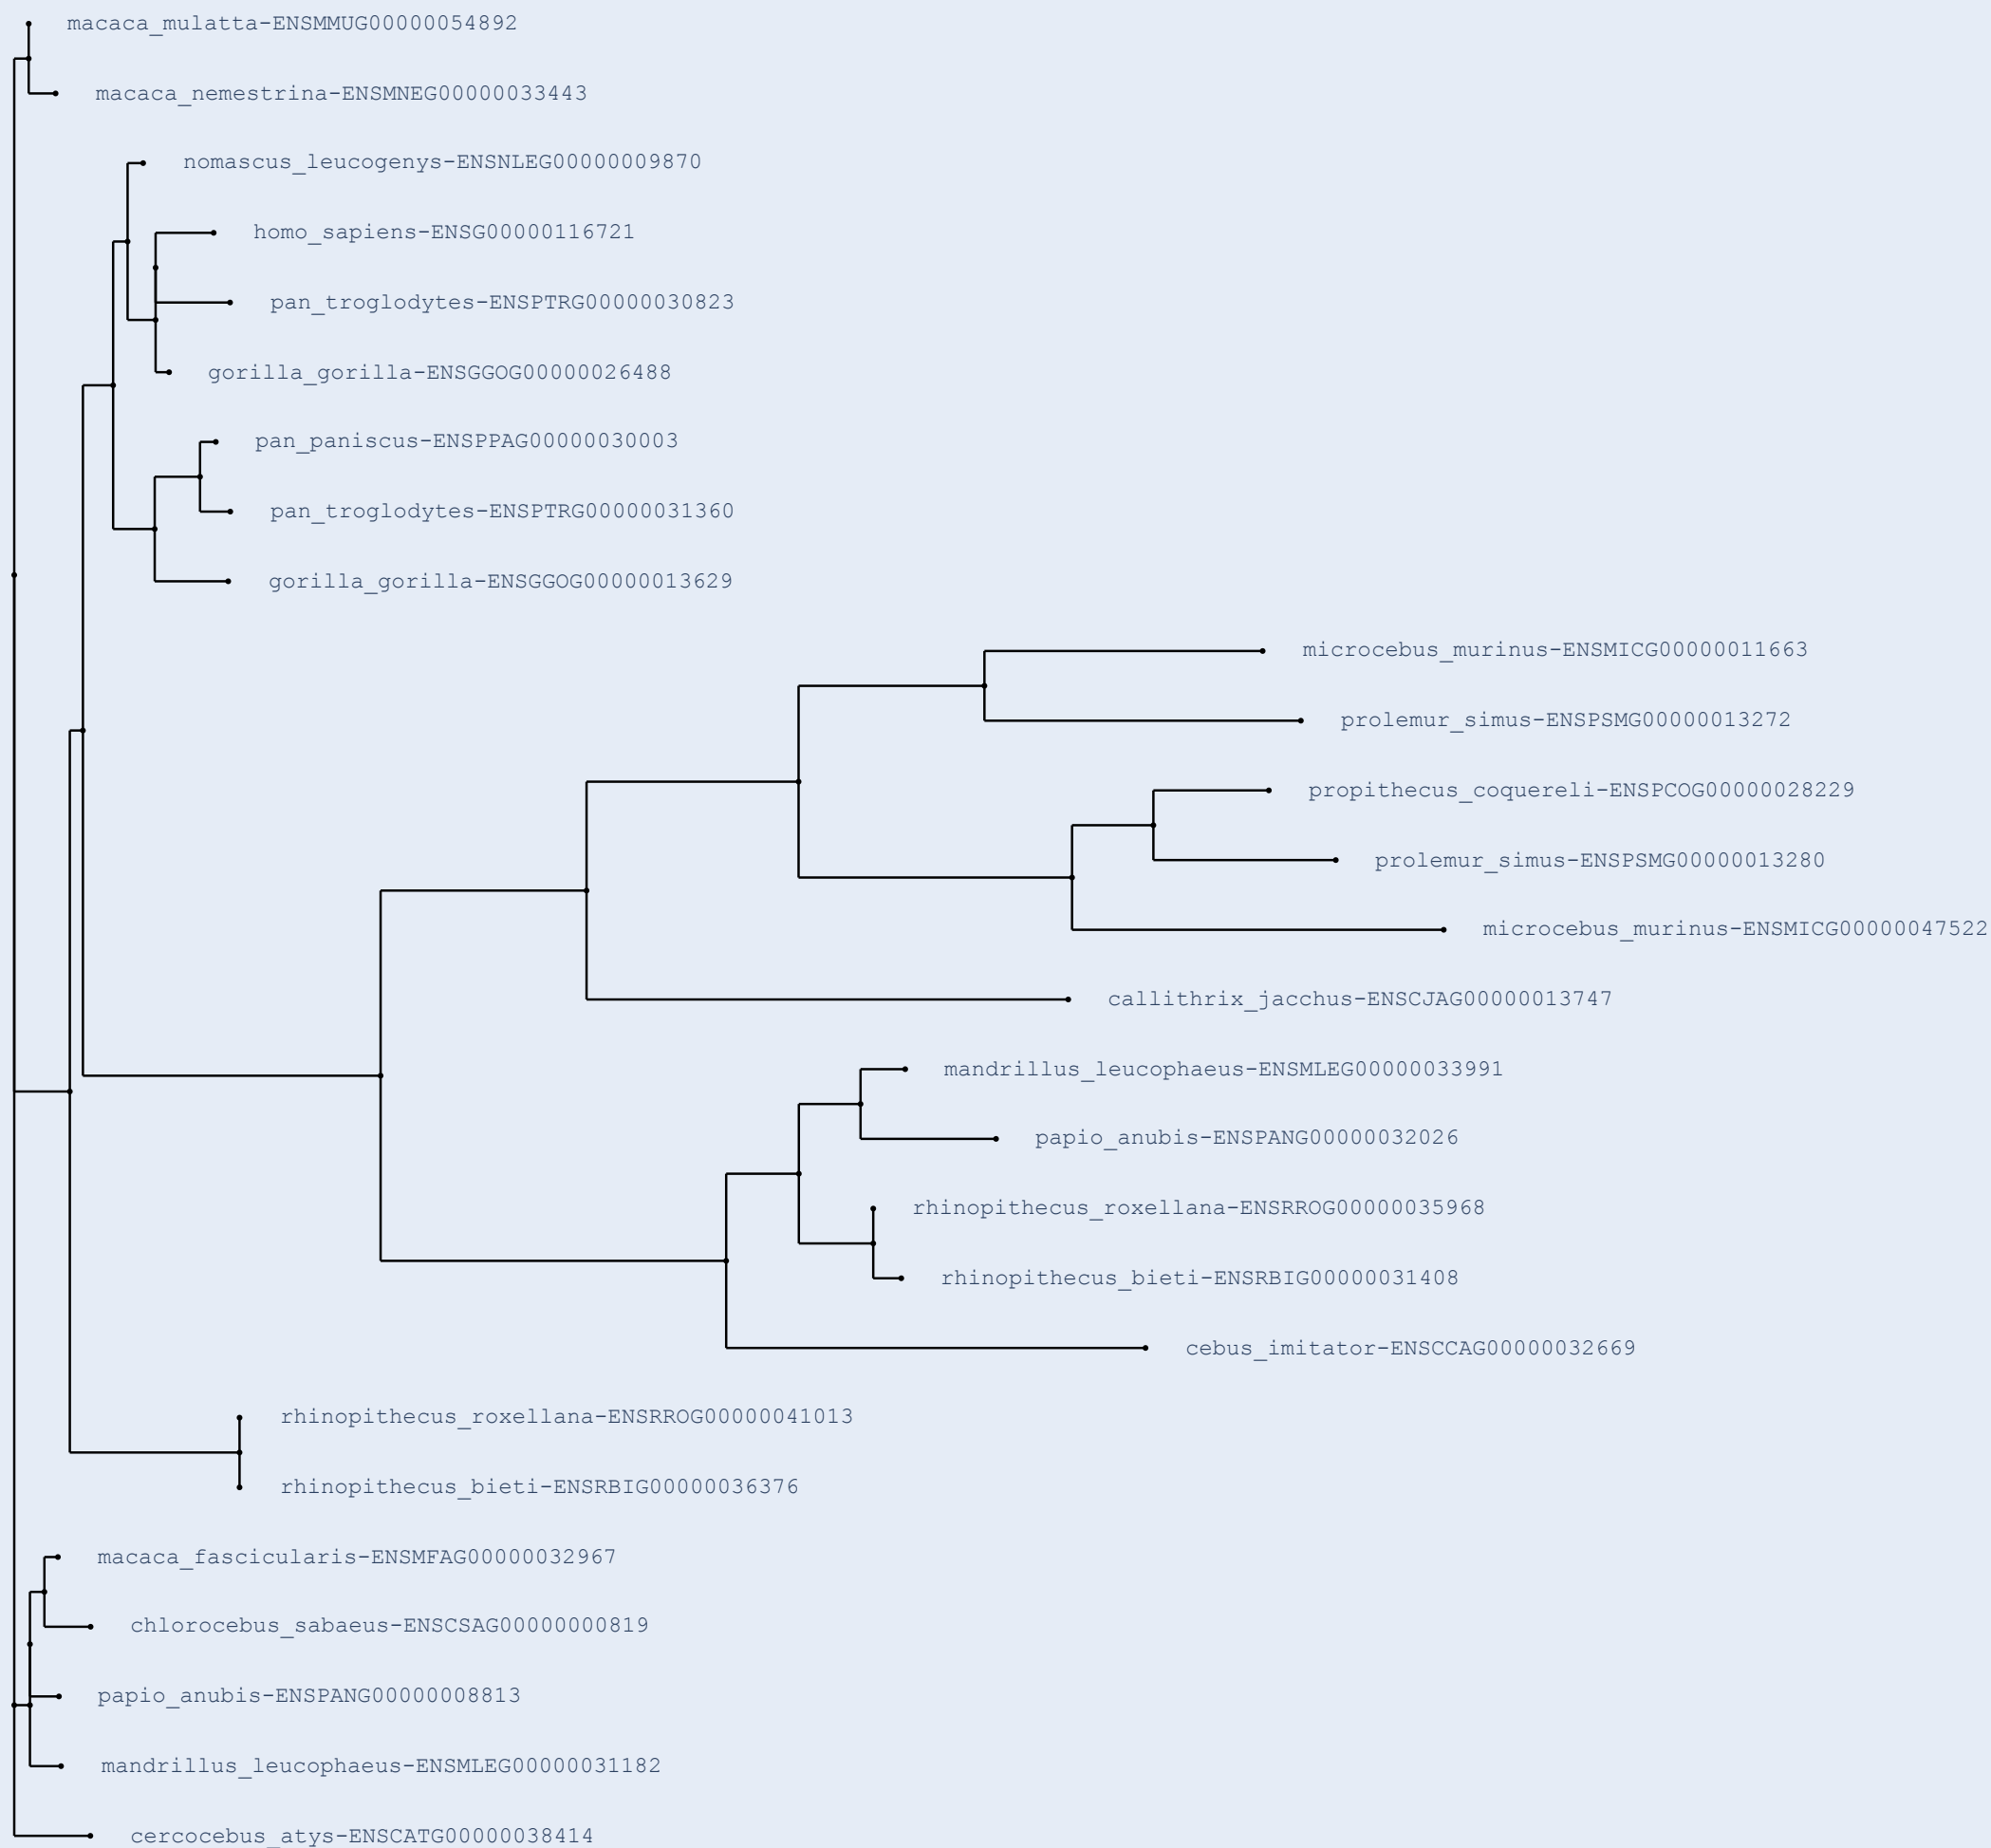 macaca_mulatta-ENSMMUG00000054892
macaca_nemestrina-ENSMNEG00000033443
nomascus_leucogenys-ENSNLEG00000009870
homo_sapiens-ENSG00000116721
pan_troglodytes-ENSPTRG00000030823
gorilla_gorilla-ENSGGOG00000026488
pan_paniscus-ENSPPAG00000030003
pan_troglodytes-ENSPTRG00000031360
gorilla_gorilla-ENSGGOG00000013629
microcebus_murinus-ENSMICG00000011663
prolemur_simus-ENSPSMG00000013272
propithecus_coquereli-ENSPCOG00000028229
prolemur_simus-ENSPSMG00000013280
microcebus_murinus-ENSMICG00000047522
callithrix_jacchus-ENSCJAG00000013747
mandrillus_leucophaeus-ENSMLEG00000033991
papio_anubis-ENSPANG00000032026
rhinopithecus_roxellana-ENSRROG00000035968
rhinopithecus_bieti-ENSRBIG00000031408
cebus_imitator-ENSCCAG00000032669
rhinopithecus_roxellana-ENSRROG00000041013
rhinopithecus_bieti-ENSRBIG00000036376
macaca_fascicularis-ENSMFAG00000032967
chlorocebus_sabaeus-ENSCSAG00000000819
papio_anubis-ENSPANG00000008813
mandrillus_leucophaeus-ENSMLEG00000031182
cercocebus_atys-ENSCATG00000038414